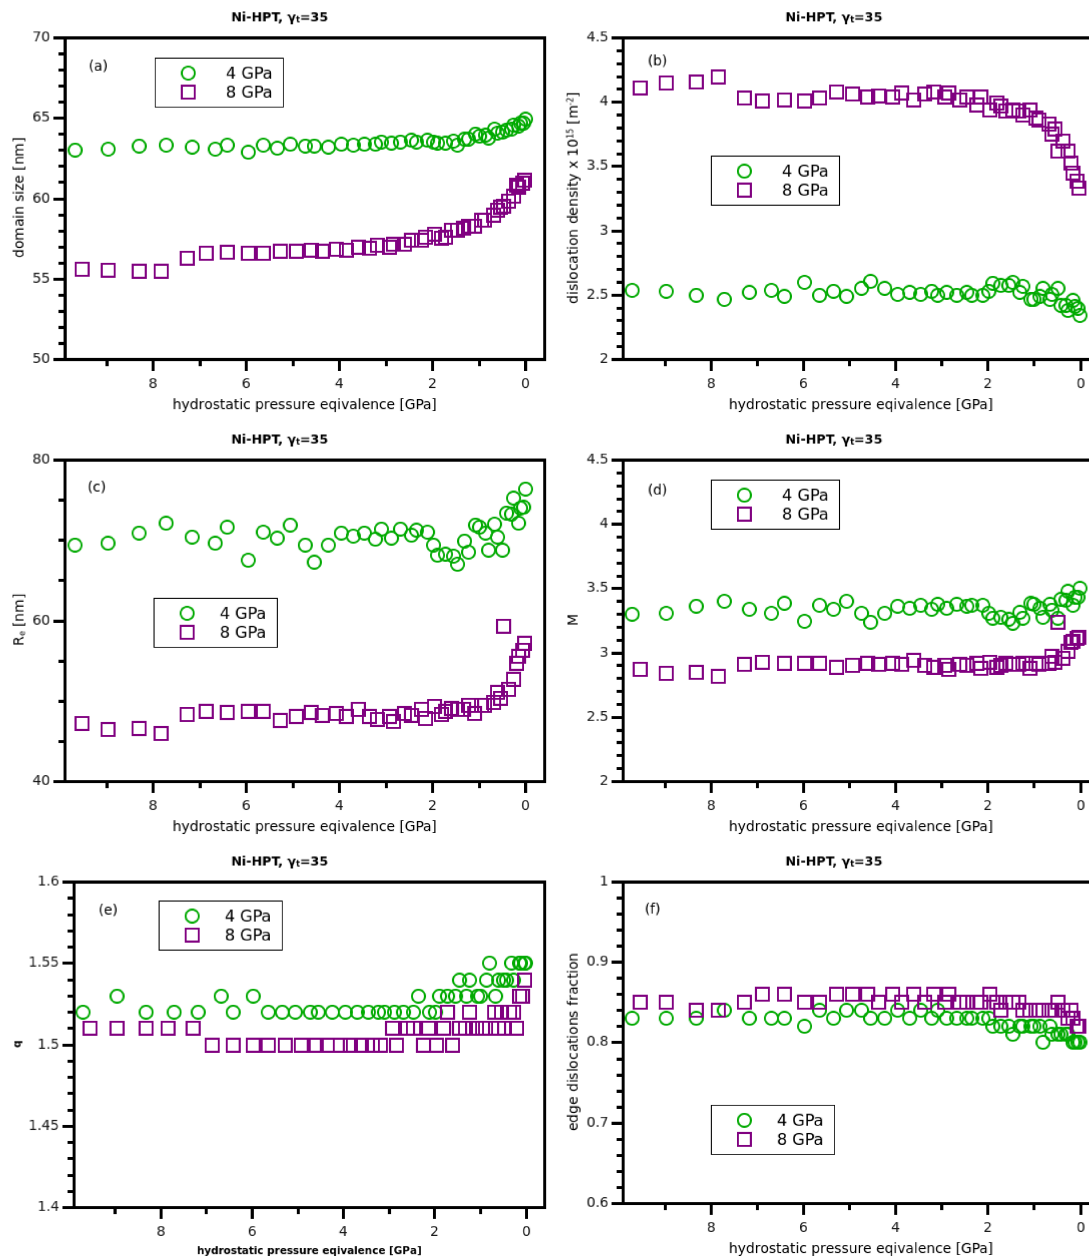 Ni-HPT, γₜ=35
(a)
4 GPa
8 GPa
70
65
60
55
50
domain size [nm]
8 6 4 2 0
hydrostatic pressure eqivalence [GPa]
Ni-HPT, γₜ=35
(b)
4 GPa
8 GPa
4.5
4
3.5
3
2.5
2
dislocation density x 10¹⁵ [m⁻²]
8 6 4 2 0
hydrostatic pressure eqivalence [GPa]
Ni-HPT, γₜ=35
(c)
4 GPa
8 GPa
80
60
40
Rₑ [nm]
8 6 4 2 0
hydrostatic pressure eqivalence [GPa]
Ni-HPT, γₜ=35
(d)
4 GPa
8 GPa
4.5
4
3.5
3
2.5
2
M
8 6 4 2 0
hydrostatic pressure eqivalence [GPa]
Ni-HPT, γₜ=35
(e)
4 GPa
8 GPa
1.6
1.55
1.5
1.45
1.4
q
8 6 4 2 0
hydrostatic pressure eqivalence [GPa]
Ni-HPT, γₜ=35
(f)
4 GPa
8 GPa
1
0.9
0.8
0.7
0.6
edge dislocations fraction
8 6 4 2 0
hydrostatic pressure eqivalence [GPa]